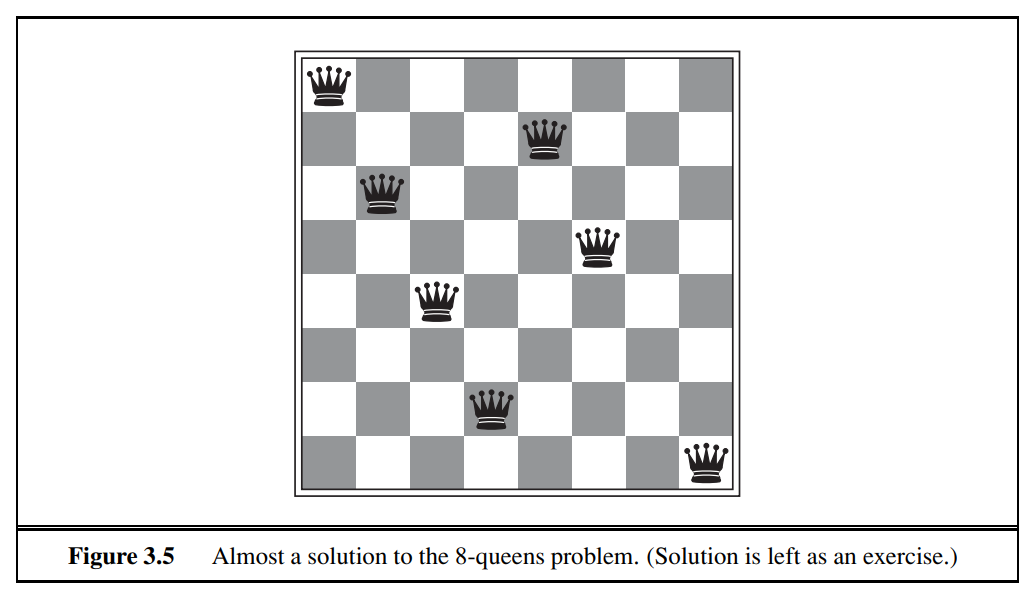 Figure 3.5 Almost a solution to the 8-queens problem. (Solution is left as an exercise.)